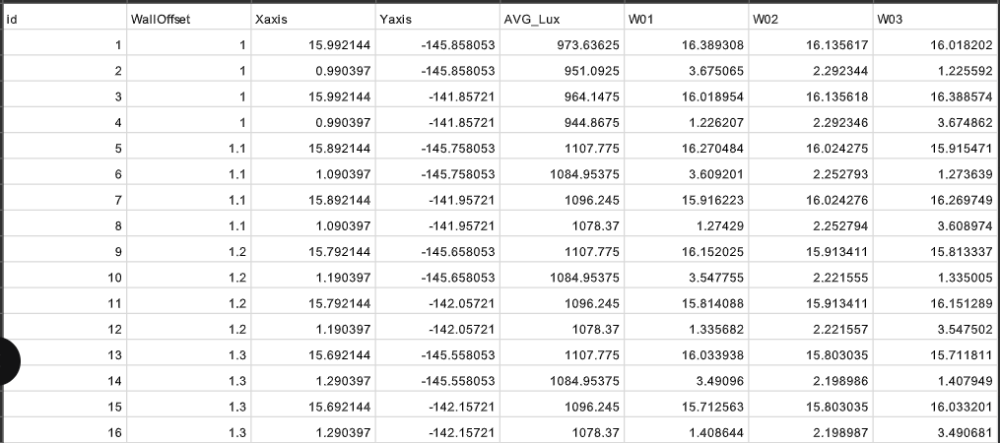 id WallOffset Xaxis Yaxis AVG_Lux W01 W02 W03
1 1 15.992144 -145.858053 973.63625 16.389308 16.135617 16.018202
2 1 0.990397 -145.858053 951.0925 3.675065 2.292344 1.225592
3 1 15.992144 -141.85721 964.1475 16.018954 16.135618 16.388574
4 1 0.990397 -141.85721 944.8675 1.226207 2.292346 3.674862
5 1.1 15.892144 -145.758053 1107.775 16.270484 16.024275 15.915471
6 1.1 1.090397 -145.758053 1084.95375 3.609201 2.252793 1.273639
7 1.1 15.892144 -141.95721 1096.245 15.916223 16.024276 16.269749
8 1.1 1.090397 -141.95721 1078.37 1.27429 2.252794 3.608974
9 1.2 15.792144 -145.658053 1107.775 16.152025 15.913411 15.813337
10 1.2 1.190397 -145.658053 1084.95375 3.547755 2.221555 1.335005
11 1.2 15.792144 -142.05721 1096.245 15.814088 15.913411 16.151289
12 1.2 1.190397 -142.05721 1078.37 1.335682 2.221557 3.547502
13 1.3 15.692144 -145.558053 1107.775 16.033938 15.803035 15.711811
14 1.3 1.290397 -145.558053 1084.95375 3.49096 2.198986 1.407949
15 1.3 15.692144 -142.15721 1096.245 15.712563 15.803035 16.033201
16 1.3 1.290397 -142.15721 1078.37 1.408644 2.198987 3.490681